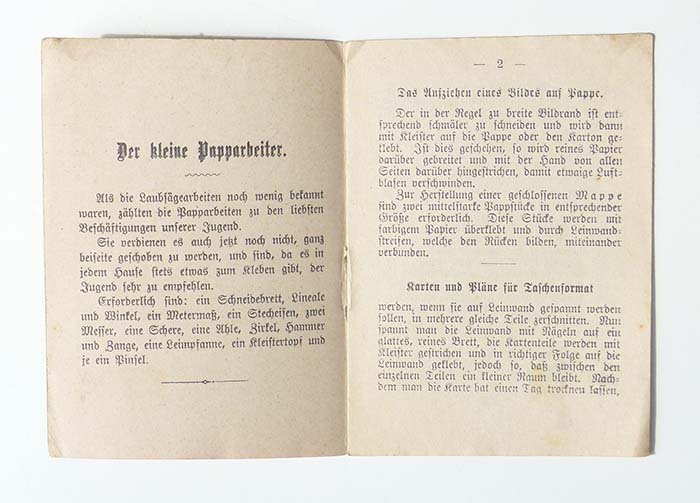 Der kleine Papparbeiter.
Als die Laubsägearbeiten noch wenig bekannt
waren, zählten die Papparbeiten zu den liebsten
Beschäftigungen unserer Jugend.
Sie verdienen es auch jetzt noch nicht, ganz
beiseite geschoben zu werden, und sind, da es in
jedem Hause stets etwas zum Kleben gibt, der
Jugend sehr zu empfehlen.
Erforderlich sind: ein Schneidebrett, Lineale
und Winkel, ein Metermaß, ein Stecheisen, zwei
Messer, eine Schere, eine Ahle, Zirkel, Hammer
und Zange, eine Leimpfanne, ein Kleistertopf und
je ein Pinsel.
— 2 —
Das Aufziehen eines Bildes auf Pappe.
Der in der Regel zu breite Bildrand ist ent-
sprechend schmäler zu schneiden und wird dann
mit Kleister auf die Pappe oder den Karton ge-
klebt. Ist dies geschehen, so wird reines Papier
darüber gebreitet und mit der Hand von allen
Seiten darüber hingestrichen, damit etwaige Luft-
blasen verschwinden.
Zur Herstellung einer geschlossenen Mappe
sind zwei mittelstarke Pappstücke in entsprechender
Größe erforderlich. Diese Stücke werden mit
farbigem Papier überklebt und durch Leinwand-
streifen, welche den Rücken bilden, miteinander
verbunden.
Karten und Pläne für Taschenformat
werden, wenn sie auf Leinwand gespannt werden
sollen, in mehrere gleiche Teile zerschnitten. Nun
spannt man die Leinwand mit Nägeln auf ein
glattes, reines Brett, die Kartenteile werden mit
Kleister gestrichen und in richtiger Folge auf die
Leinwand geklebt, jedoch so, daß zwischen den
einzelnen Teilen ein kleiner Raum bleibt. Nach-
dem man die Karte hat einen Tag trocknen lassen,